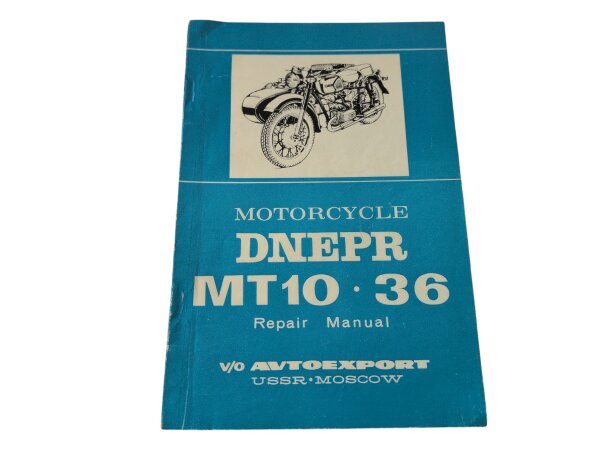 MOTORCYCLE
DNEPR
MT10 · 36
Repair Manual
V/O AVTOEXPORT
USSR·MOSCOW